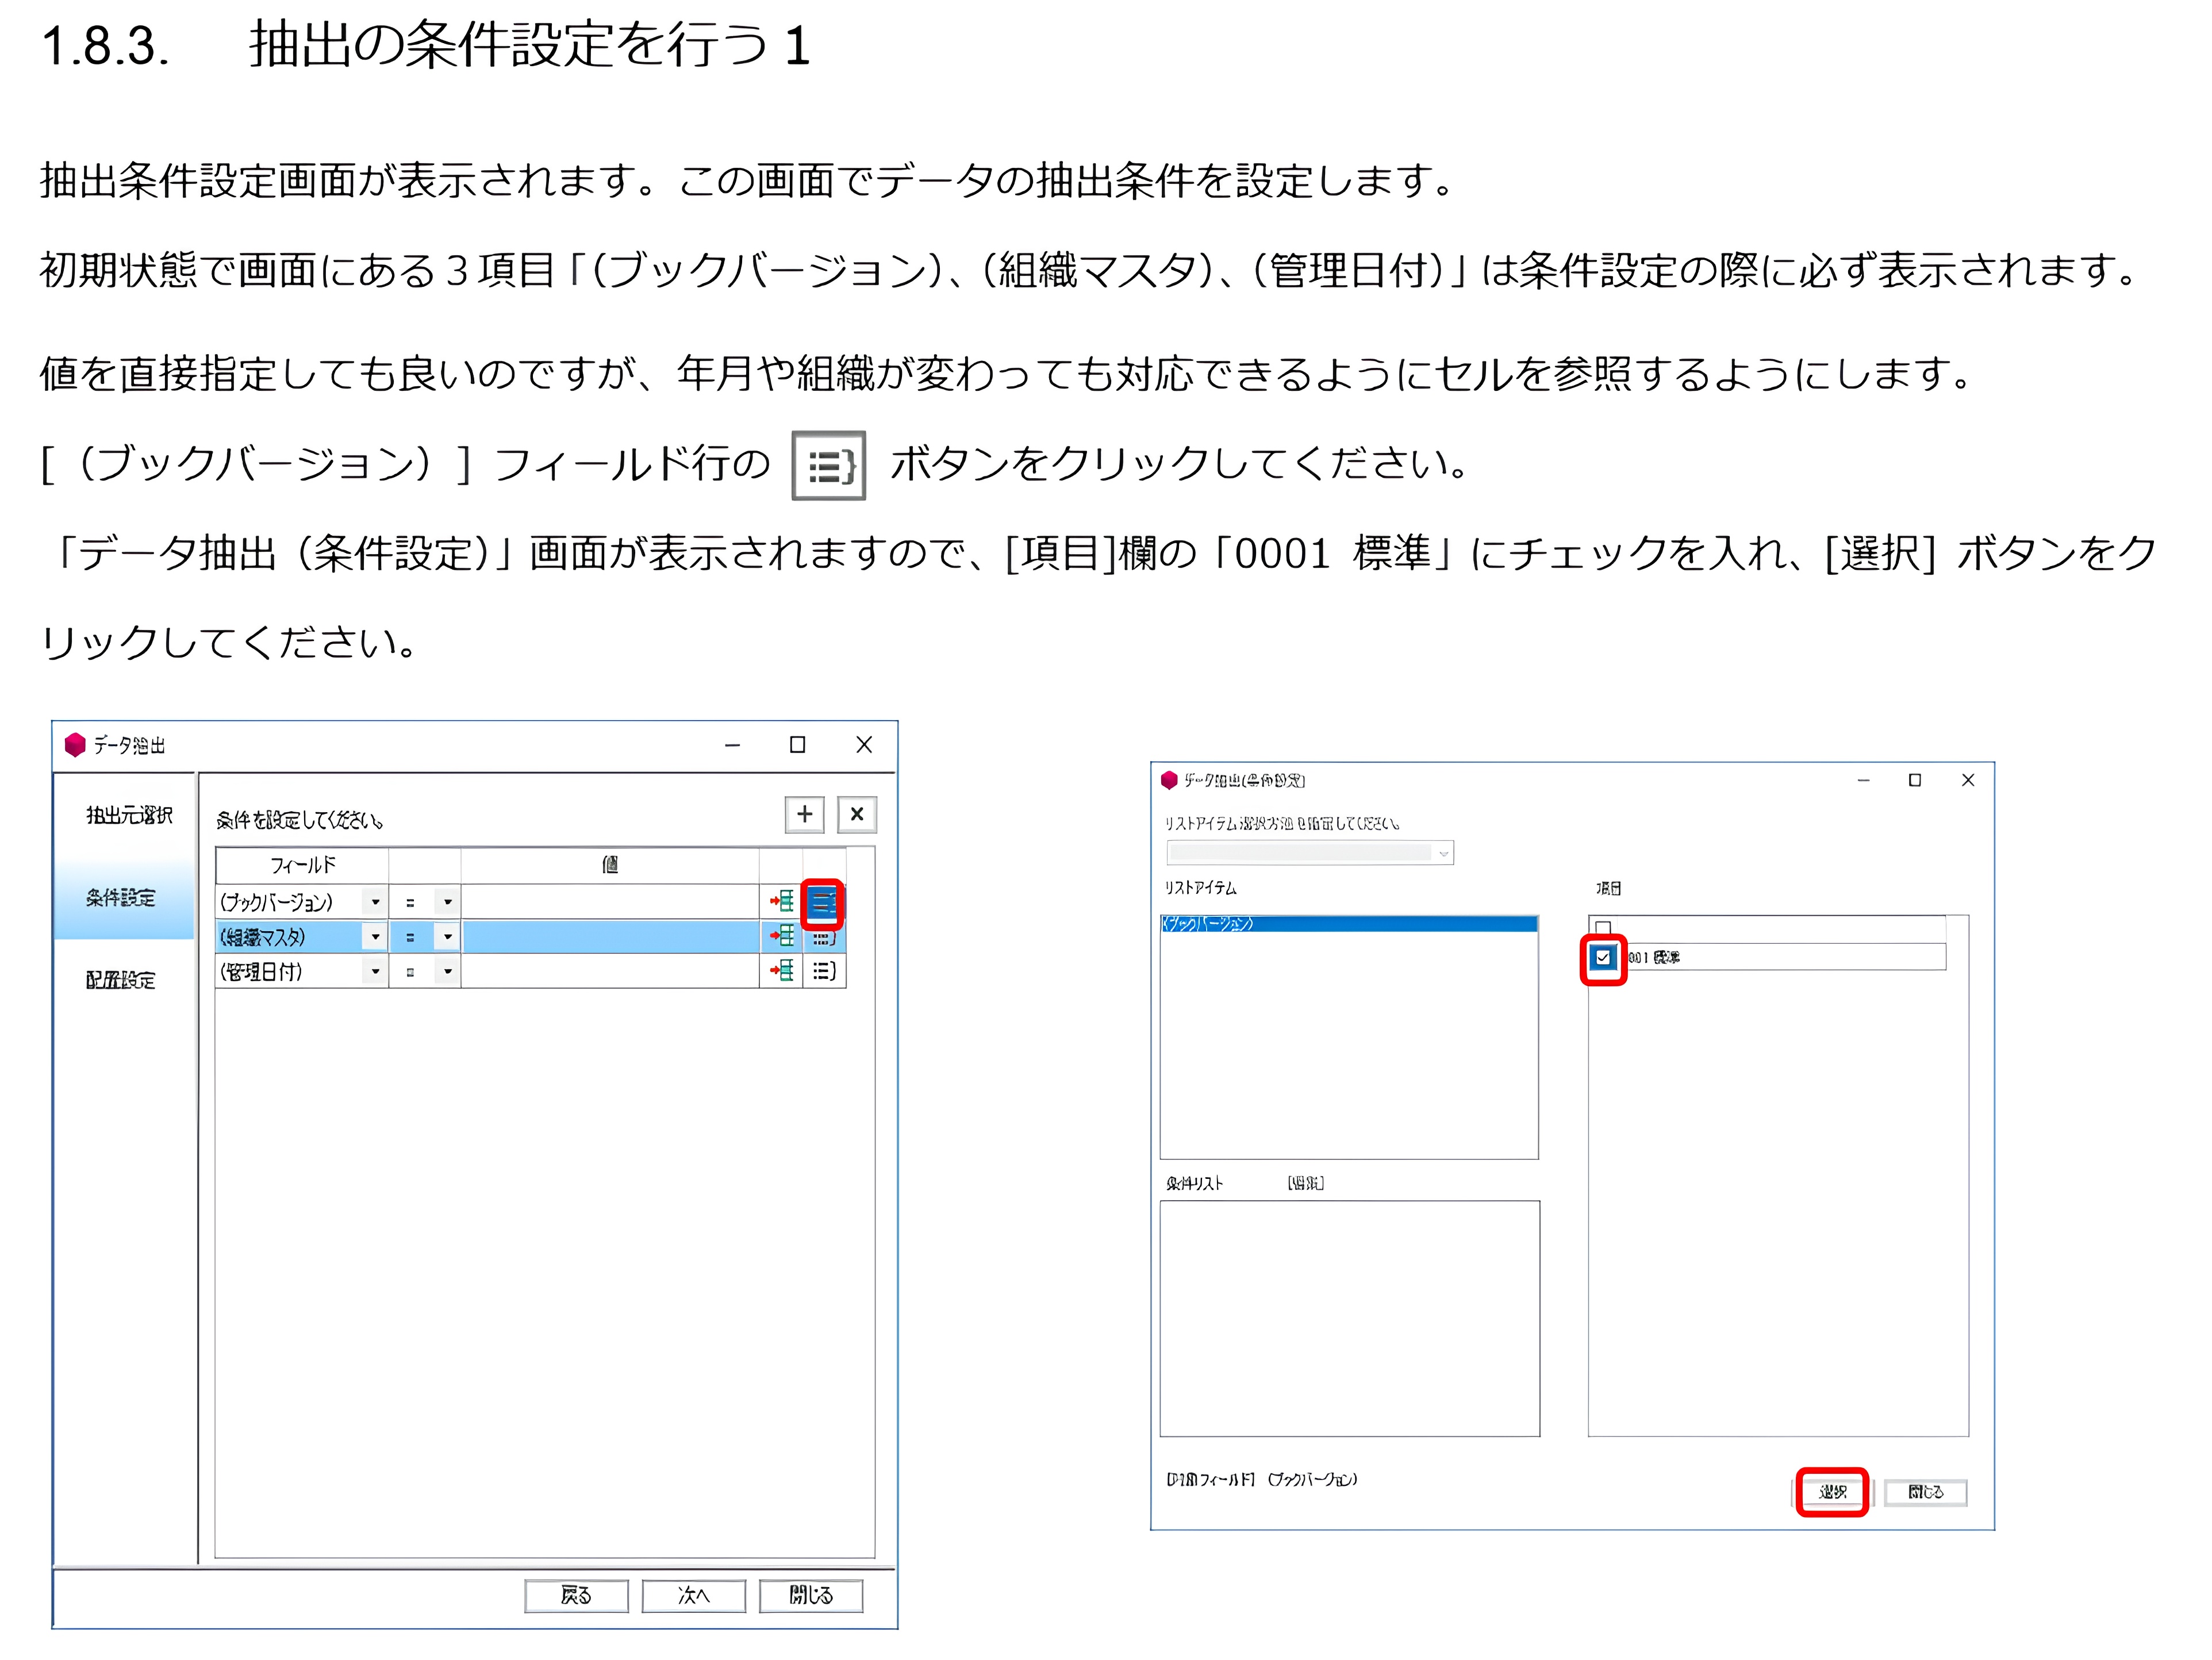 1.8.3. 抽出の条件設定を行う1
抽出条件設定画面が表示されます。この画面でデータの抽出条件を設定します。
初期状態で画面にある３項目「(ブックバージョン)、(組織マスタ)、(管理日付)」は条件設定の際に必ず表示されます。
値を直接指定しても良いのですが、年月や組織が変わっても対応できるようにセルを参照するようにします。
[（ブックバージョン）] フィールド行の ボタンをクリックしてください。
「データ抽出（条件設定)」画面が表示されますので、[項目]欄の「0001 標準」にチェックを入れ、[選択] ボタンをク
リックしてください。
データ抽出
抽出元選択
条件設定
配置設定
条件を設定してください。
フィールド 値
(ブックバージョン) =
(組織マスタ) =
(管理日付) =
戻る 次へ 閉じる
データ抽出(条件設定)
リストアイテム選択方法を指定してください。
リストアイテム
項目
(ブックバージョン)
001 標準
条件リスト
フィールド] (ブックバージョン)
選択 閉じる